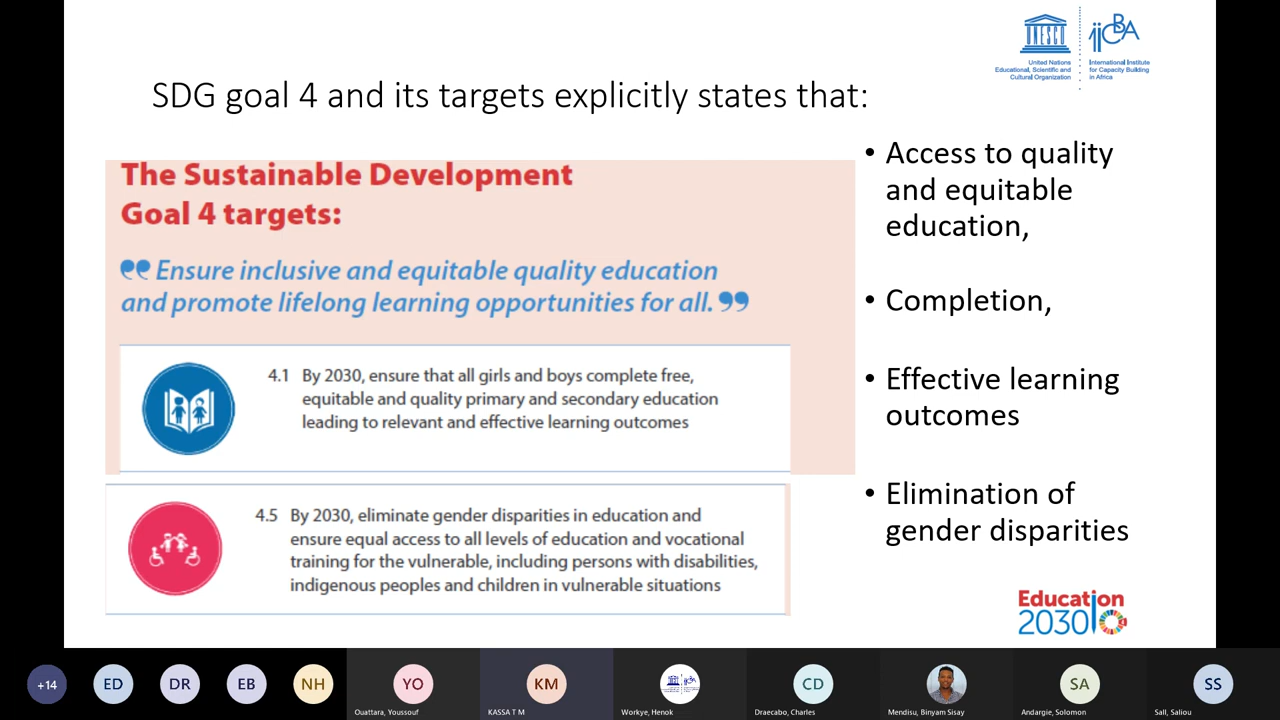 United Nations
Educational, Scientific and
Cultural Organization
iicBA
International Institute
for Capacity Building
in Africa
SDG goal 4 and its targets explicitly states that:
The Sustainable Development
Goal 4 targets:
❞ Ensure inclusive and equitable quality education
and promote lifelong learning opportunities for all. ❞
4.1 By 2030, ensure that all girls and boys complete free,
equitable and quality primary and secondary education
leading to relevant and effective learning outcomes
4.5 By 2030, eliminate gender disparities in education and
ensure equal access to all levels of education and vocational
training for the vulnerable, including persons with disabilities,
indigenous peoples and children in vulnerable situations
• Access to quality
and equitable
education,
• Completion,
• Effective learning
outcomes
• Elimination of
gender disparities
Education
2030
+14
ED
DR
EB
NH
YO
Ouattara, Youssouf
KM
KASSA T M
Workye, Henok
CD
Draecabo, Charles
Mendisu, Binyam Sisay
SA
Andargie, Solomon
SS
Sall, Saliou